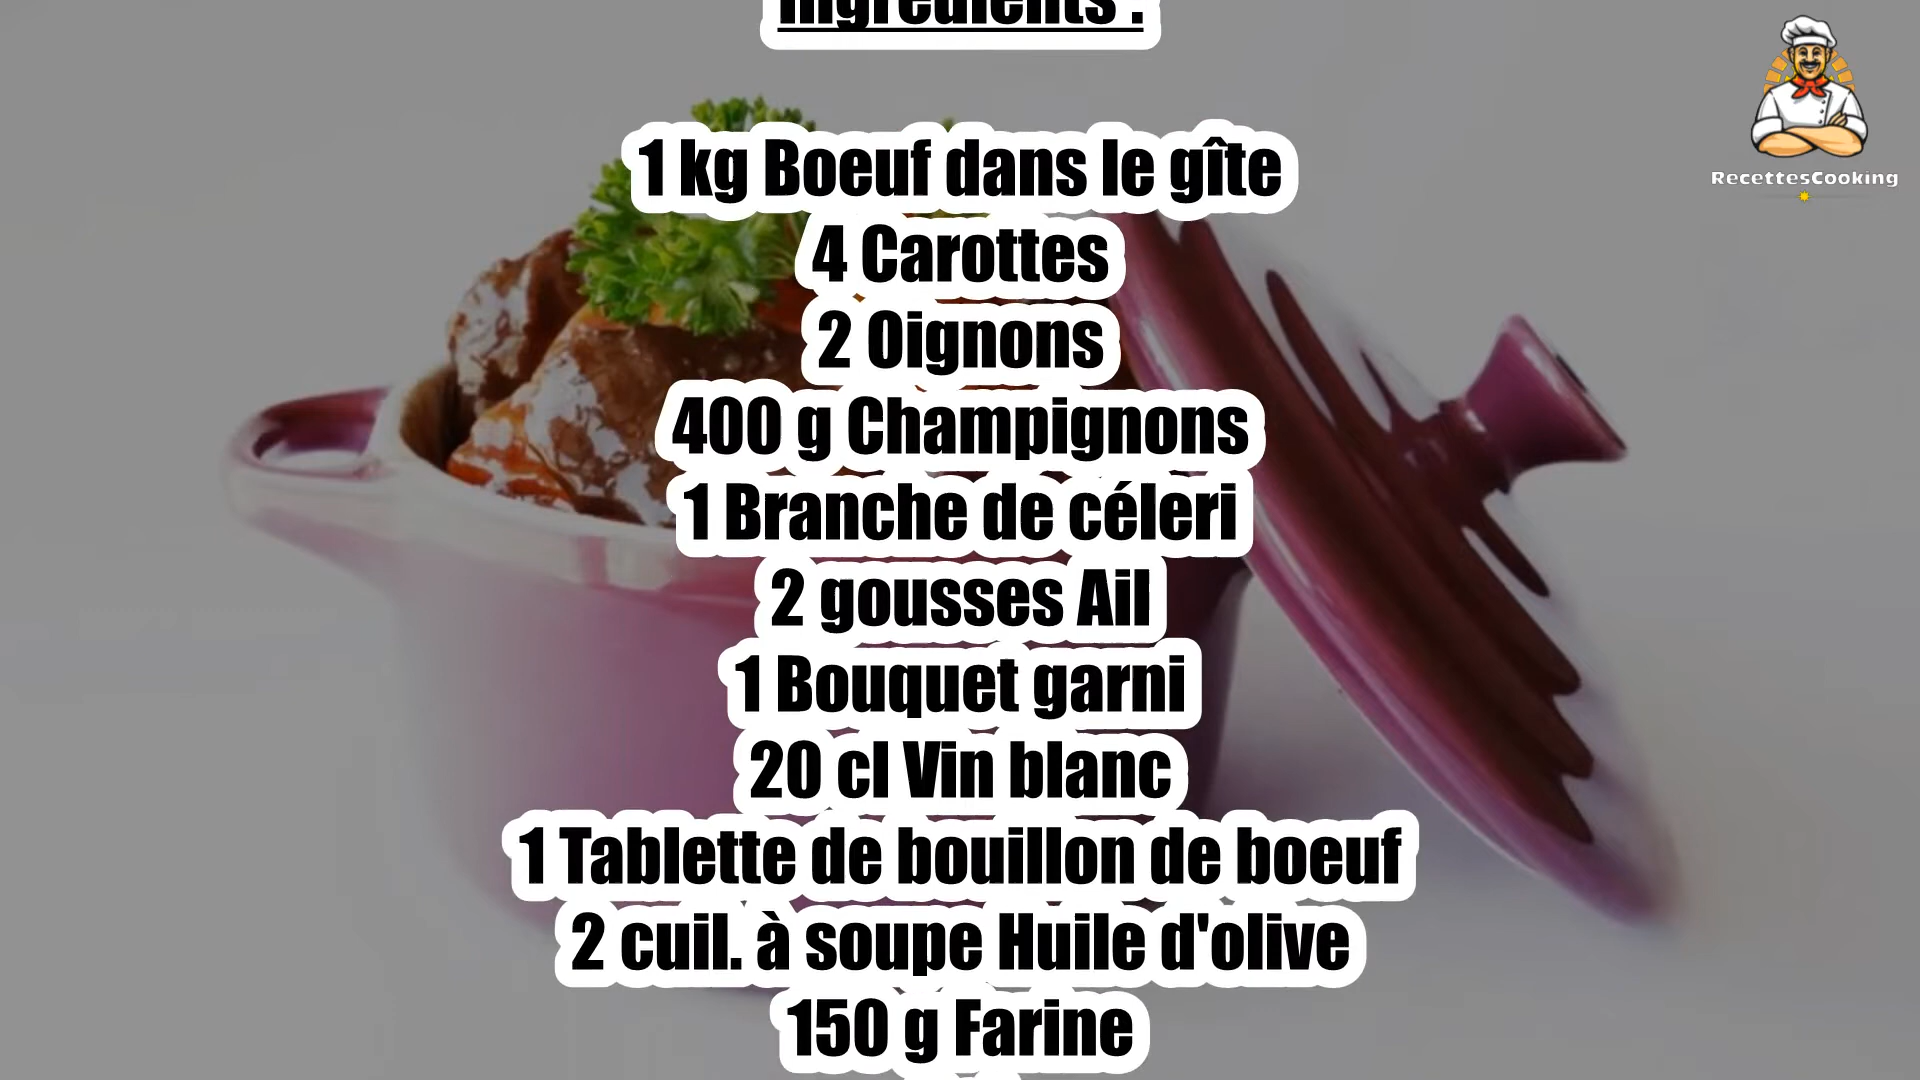 Ingrédients :
RecettesCooking
1 kg Boeuf dans le gîte
4 Carottes
2 Oignons
400 g Champignons
1 Branche de céleri
2 gousses Ail
1 Bouquet garni
20 cl Vin blanc
1 Tablette de bouillon de boeuf
2 cuil. à soupe Huile d'olive
150 g Farine